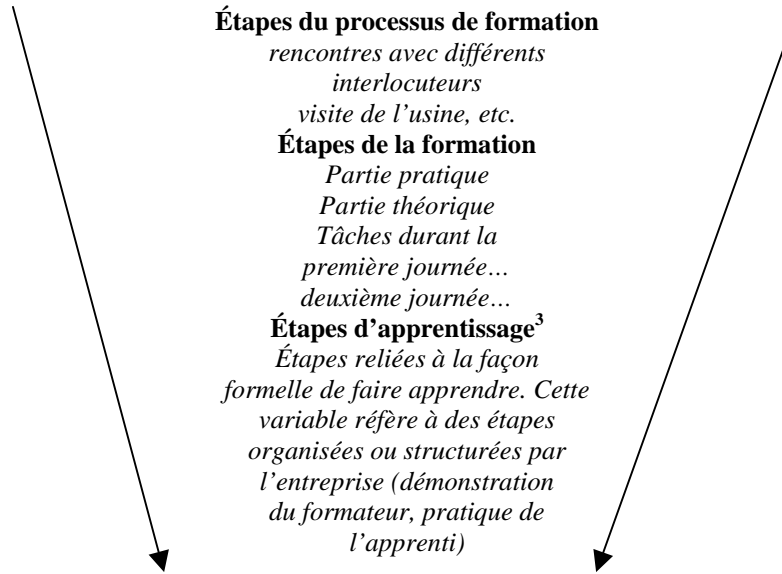 Étapes du processus de formation
rencontres avec différents
interlocuteurs
visite de l’usine, etc.
Étapes de la formation
Partie pratique
Partie théorique
Tâches durant la
première journée…
deuxième journée…
Étapes d’apprentissage³
Étapes reliées à la façon
formelle de faire apprendre. Cette
variable réfère à des étapes
organisées ou structurées par
l’entreprise (démonstration
du formateur, pratique de
l’apprenti)